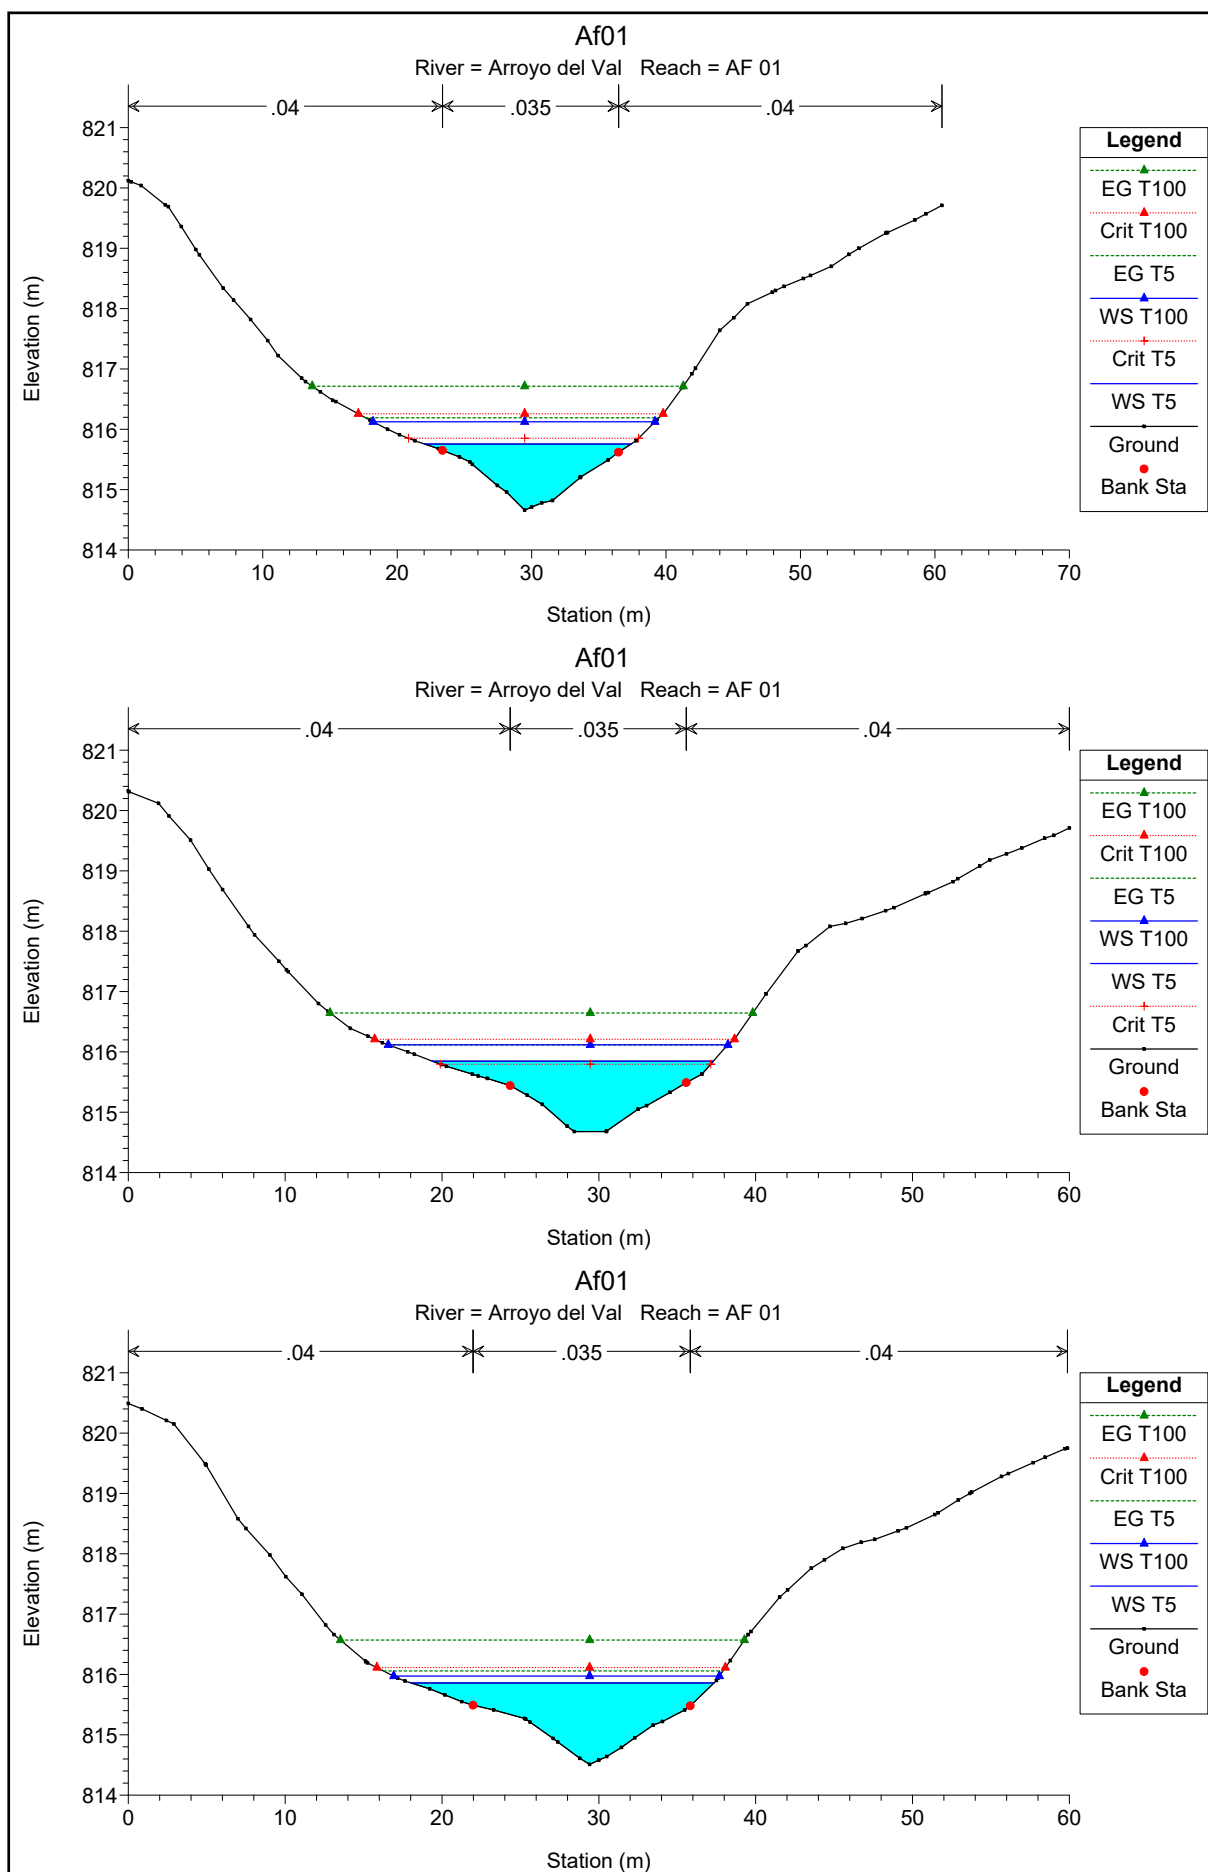 Af01
River = Arroyo del Val   Reach = AF 01
.04 .035 .04
821
820
819
818
817
816
815
814
0 10 20 30 40 50 60 70
Elevation (m)
Station (m)
Legend
EG T100
Crit T100
EG T5
WS T100
Crit T5
WS T5
Ground
Bank Sta
Af01
River = Arroyo del Val   Reach = AF 01
.04 .035 .04
821
820
819
818
817
816
815
814
0 10 20 30 40 50 60
Elevation (m)
Station (m)
Legend
EG T100
Crit T100
EG T5
WS T100
WS T5
Crit T5
Ground
Bank Sta
Af01
River = Arroyo del Val   Reach = AF 01
.04 .035 .04
821
820
819
818
817
816
815
814
0 10 20 30 40 50 60
Elevation (m)
Station (m)
Legend
EG T100
Crit T100
EG T5
WS T100
WS T5
Ground
Bank Sta